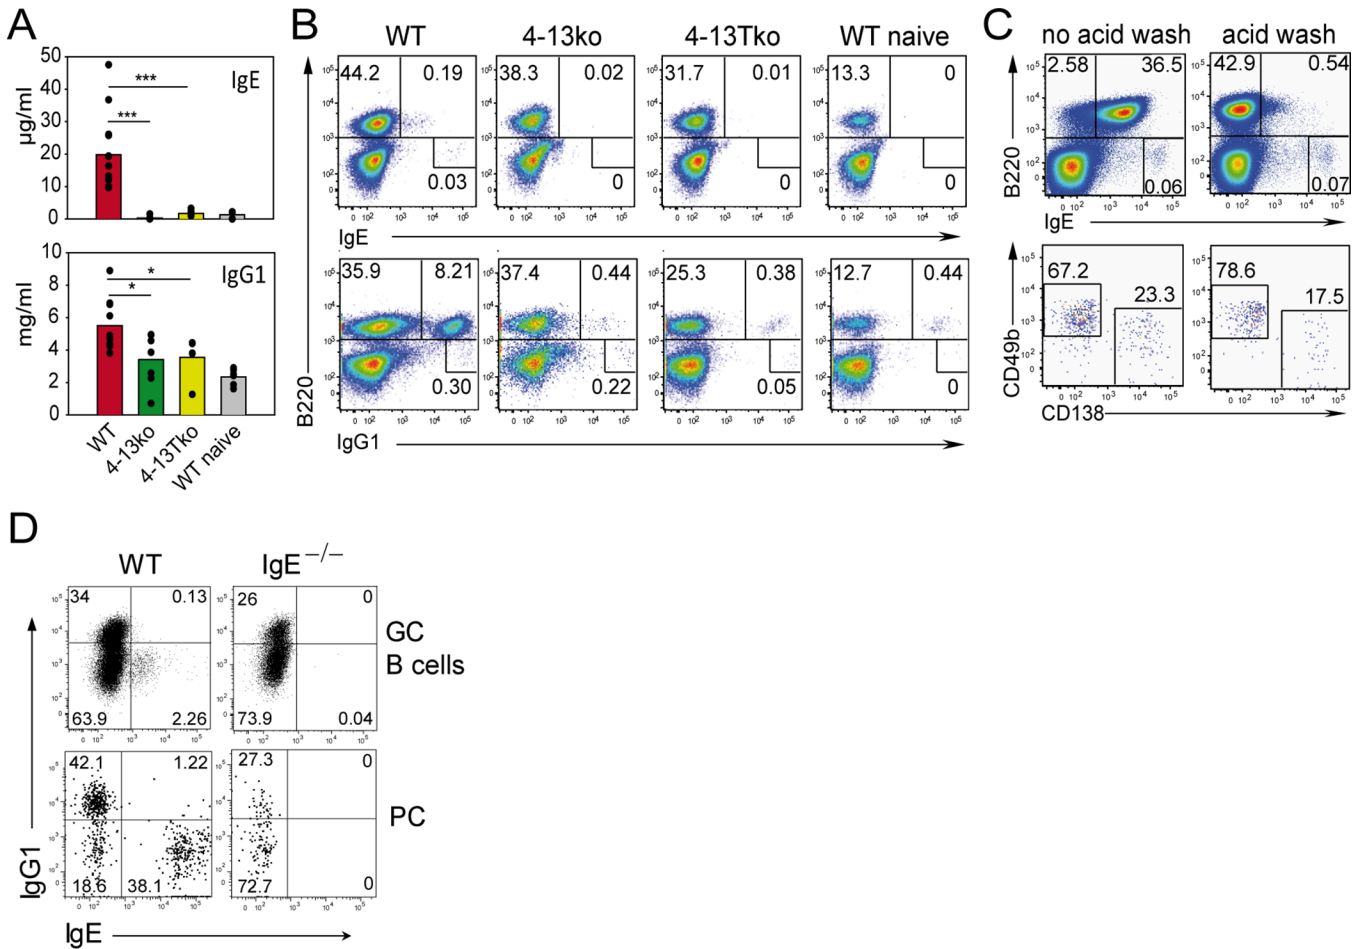 A
50
40
30
20
10
0
µg/ml
***
***
IgE
10
8
6
4
2
0
mg/ml
*
*
IgG1
WT
4-13ko
4-13Tko
WT naive
B
WT
4-13ko
4-13Tko
WT naive
44.2 0.19
0.03
38.3 0.02
0
31.7 0.01
0
13.3 0
0
IgE
35.9 8.21
0.30
37.4 0.44
0.22
25.3 0.38
0.05
12.7 0.44
0
B220
IgG1
C
no acid wash
acid wash
2.58 36.5
0.06
42.9 0.54
0.07
B220
IgE
67.2
23.3
78.6
17.5
CD49b
CD138
D
WT
IgE−/−
34 0.13
63.9 2.26
26 0
73.9 0.04
GC
B cells
42.1 1.22
18.6 38.1
27.3 0
72.7 0
PC
IgG1
IgE